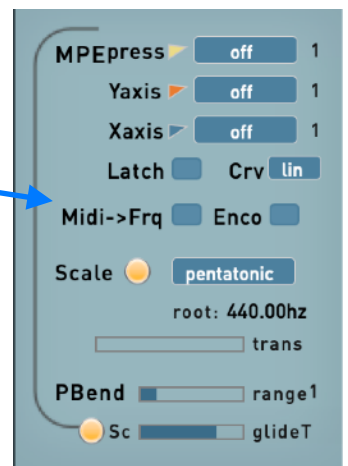 MPEpress off 1
Yaxis off 1
Xaxis off 1
Latch Crv lin
Midi->Frq Enco
Scale pentatonic
root: 440.00hz
trans
PBend range1
Sc glideT